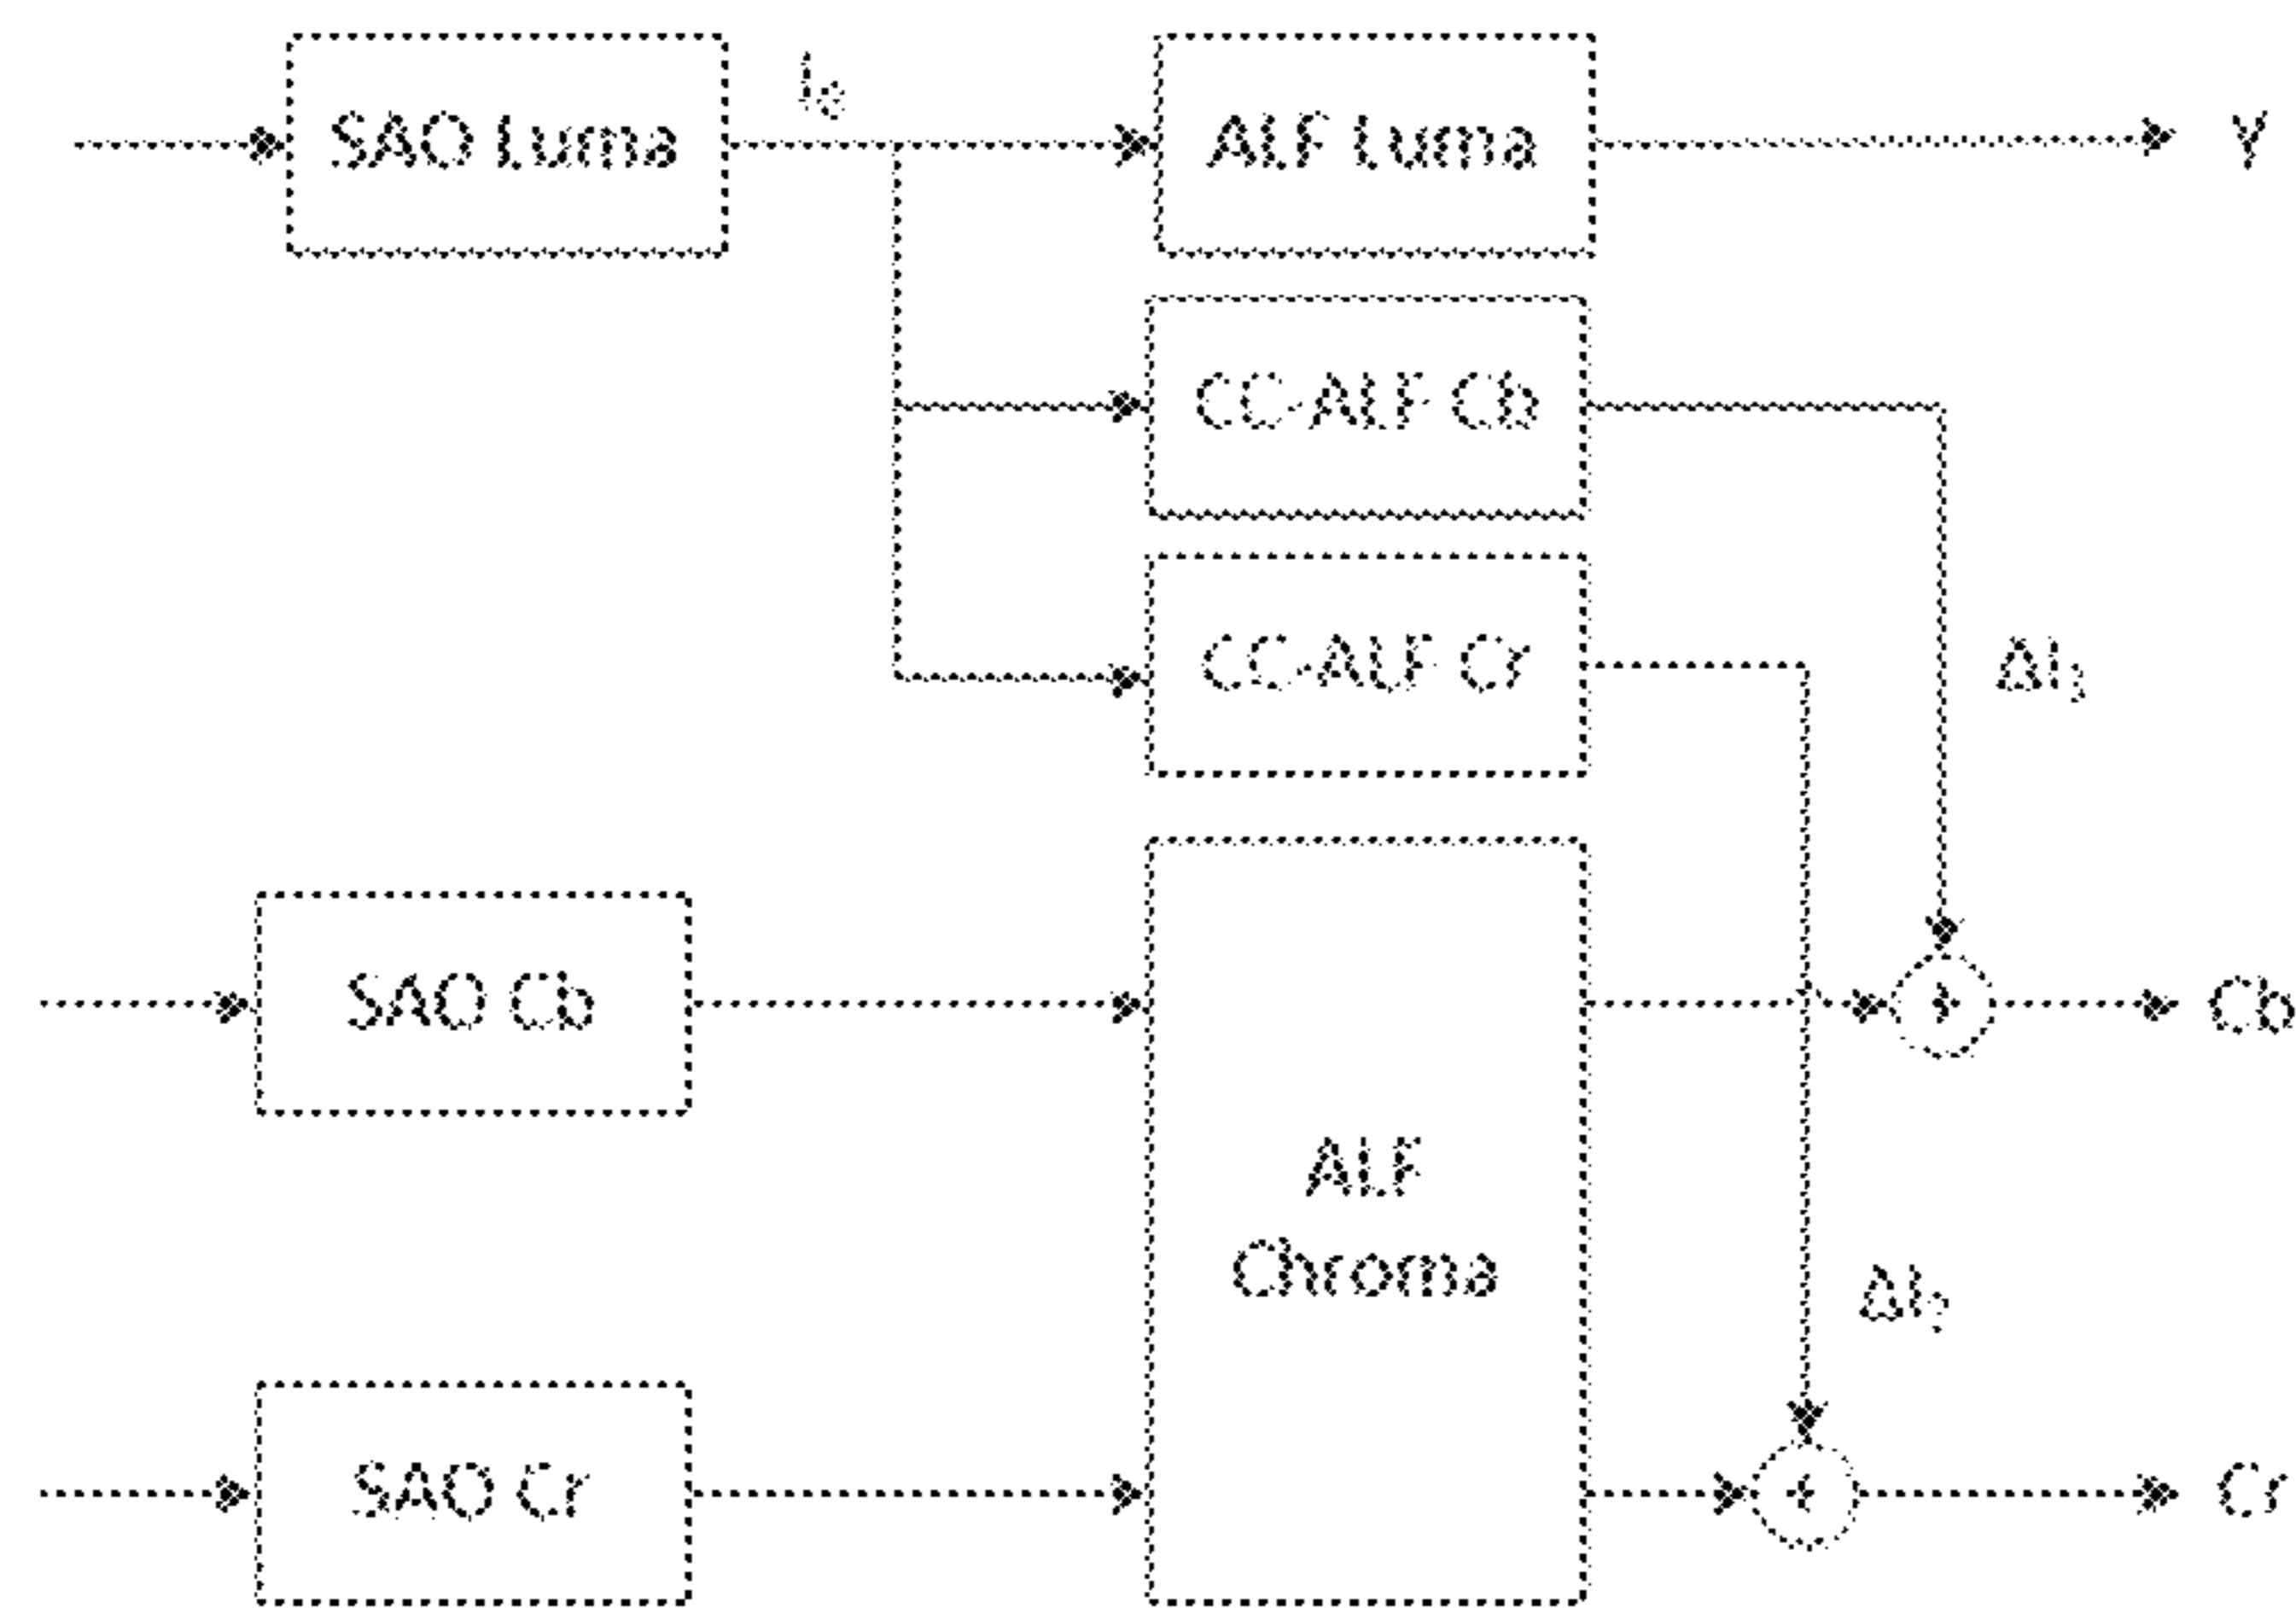 SAO Luma
ALF Luma
Y
CC-ALF Cb
CC-ALF Cr
SAO Cb
Cb
ALF
Chroma
SAO Cr
Cr